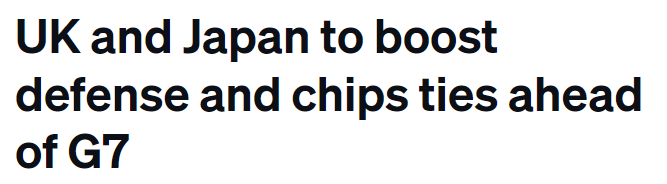 UK and Japan to boost
defense and chips ties ahead
of G7